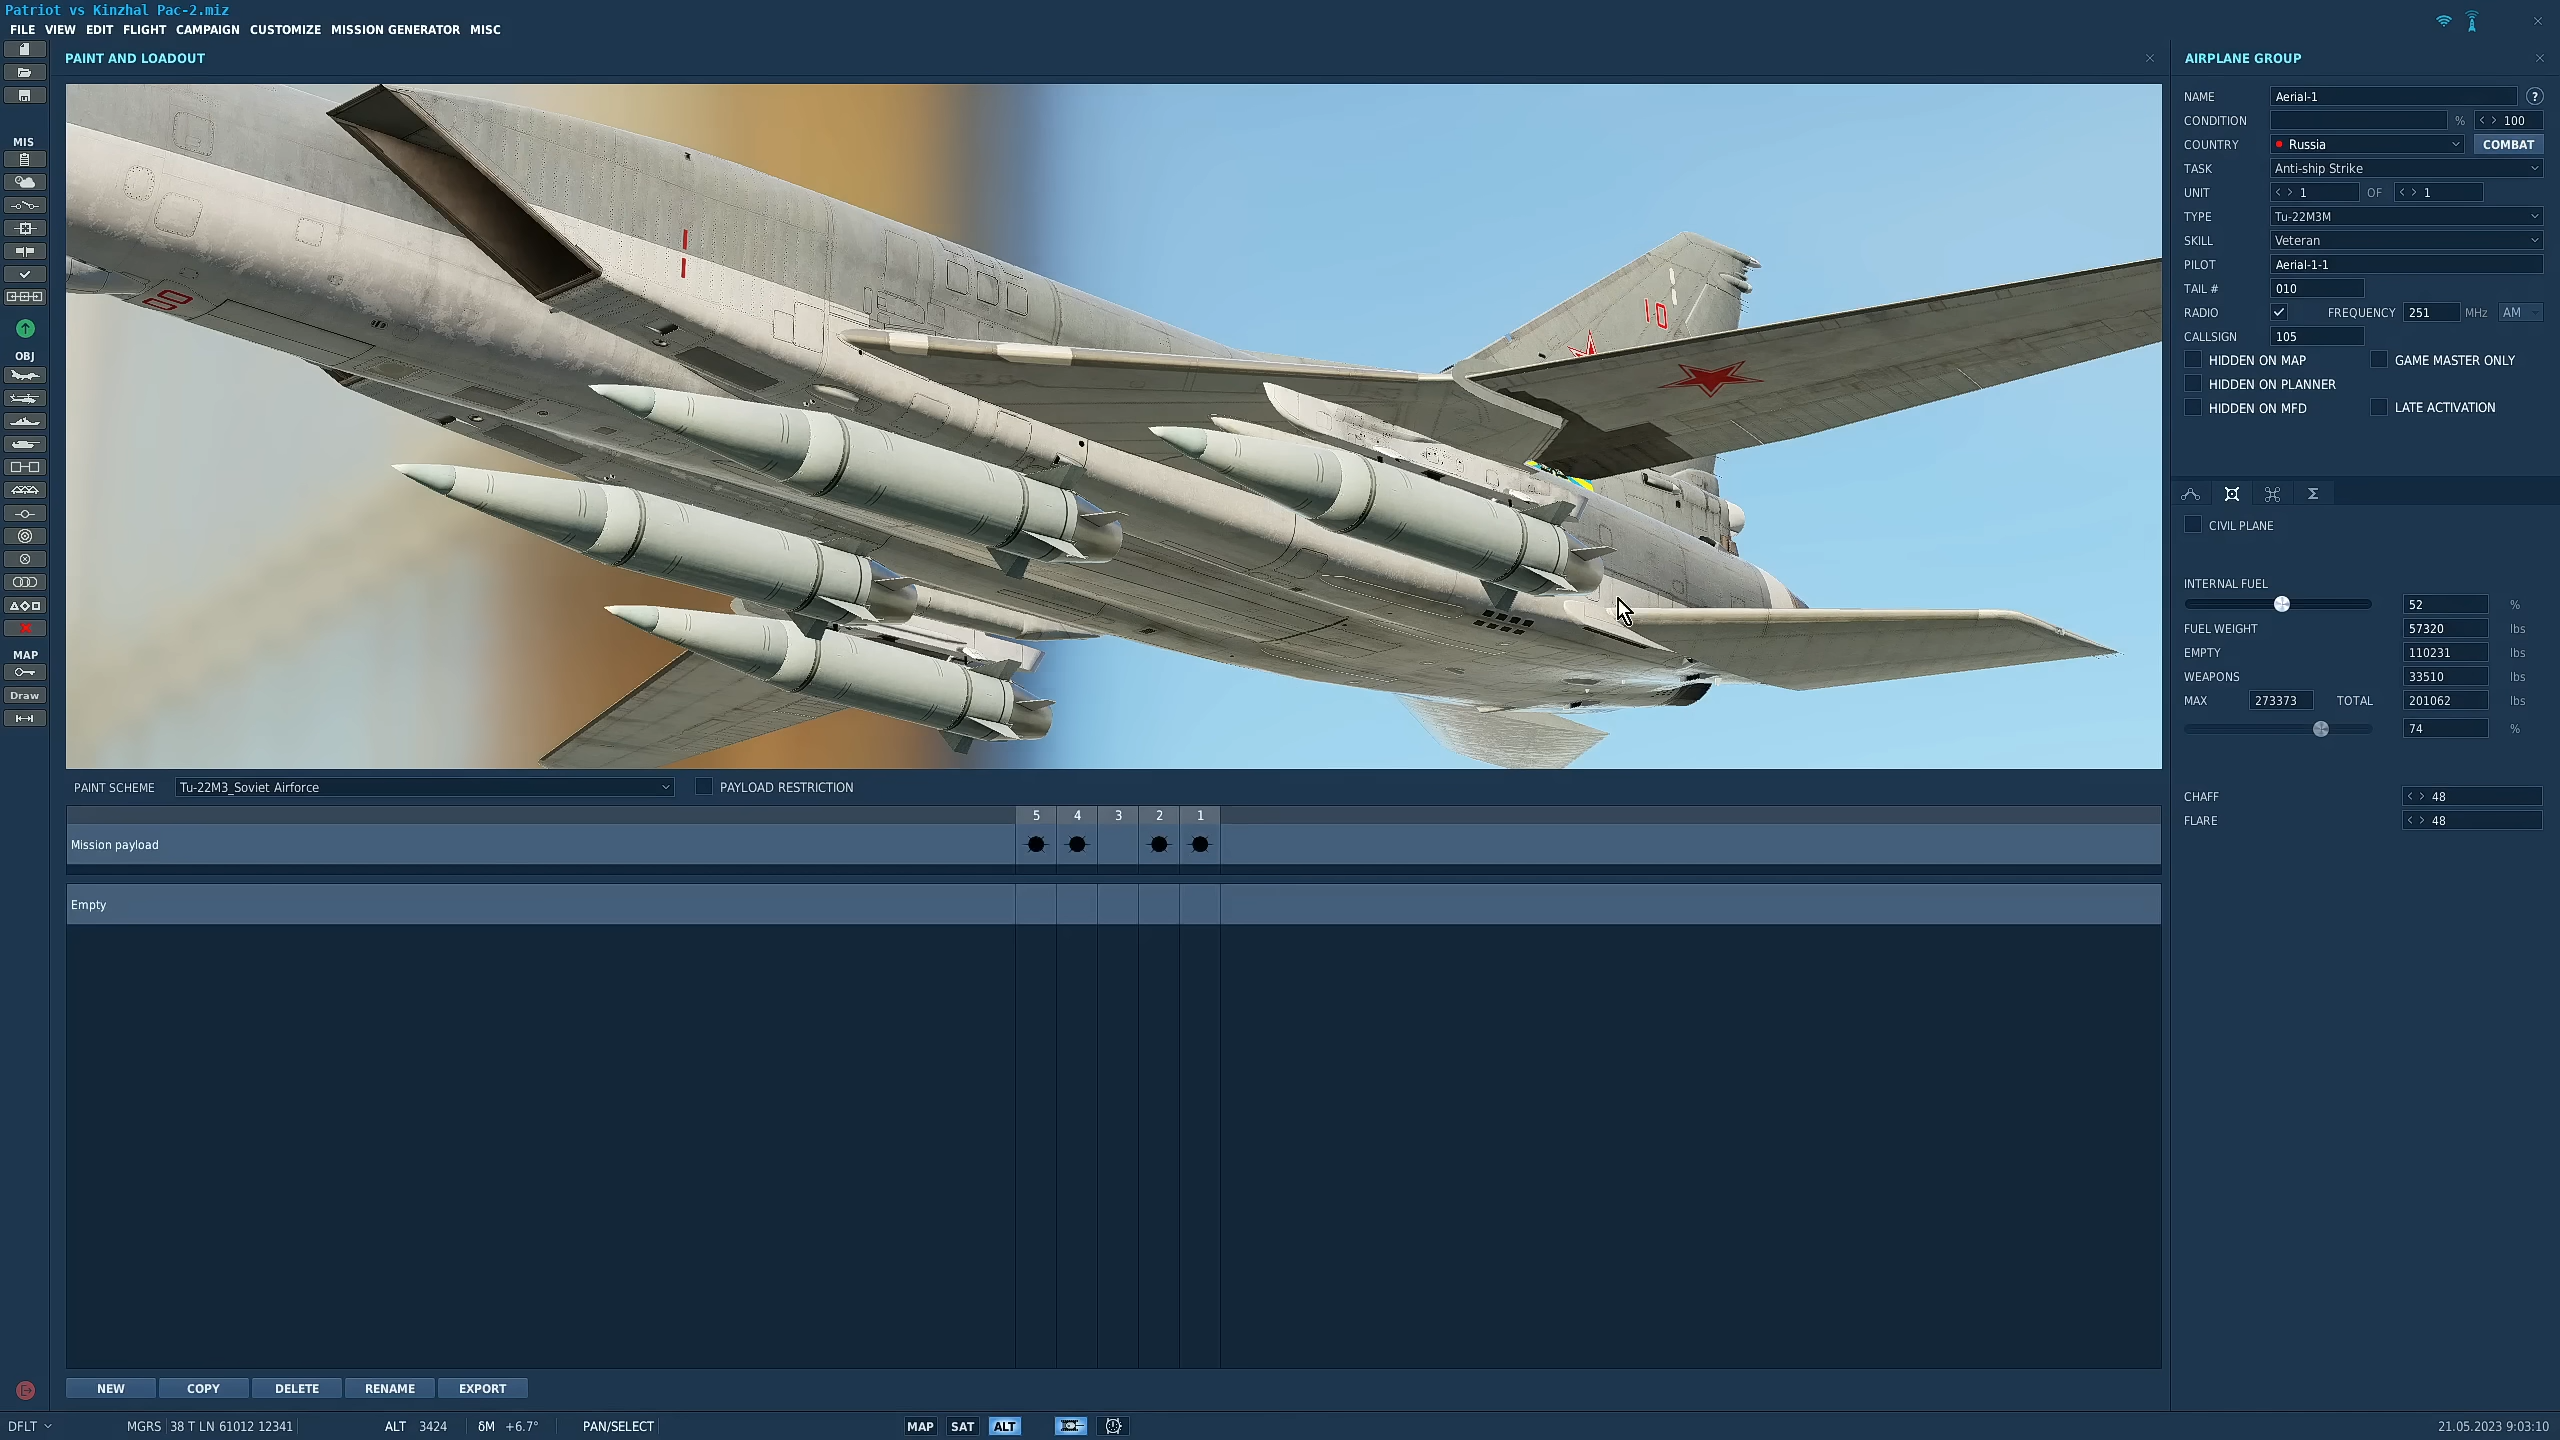 Patriot vs Kinzhal Pac-2.miz
FILE VIEW EDIT FLIGHT CAMPAIGN CUSTOMIZE MISSION GENERATOR MISC
PAINT AND LOADOUT
AIRPLANE GROUP
NAME Aerial-1 ?
CONDITION % < > 100
COUNTRY Russia COMBAT
TASK Anti-ship Strike
UNIT < > 1 OF < > 1
TYPE Tu-22M3M
SKILL Veteran
PILOT Aerial-1-1
TAIL # 010
RADIO FREQUENCY 251 MHz AM
CALLSIGN 105
HIDDEN ON MAP GAME MASTER ONLY
HIDDEN ON PLANNER
HIDDEN ON MFD LATE ACTIVATION
CIVIL PLANE
INTERNAL FUEL
52 %
FUEL WEIGHT 57320 lbs
EMPTY 110231 lbs
WEAPONS 33510 lbs
MAX 273373 TOTAL 201062 lbs
74 %
CHAFF < > 48
FLARE < > 48
MIS
OBJ
MAP
Draw
10
PAINT SCHEME Tu-22M3_Soviet Airforce PAYLOAD RESTRICTION
5 4 3 2 1
Mission payload
Empty
NEW COPY DELETE RENAME EXPORT
DFLT MGRS 38 T LN 61012 12341 ALT 3424 δM +6.7° PAN/SELECT MAP SAT ALT 21.05.2023 9:03:10